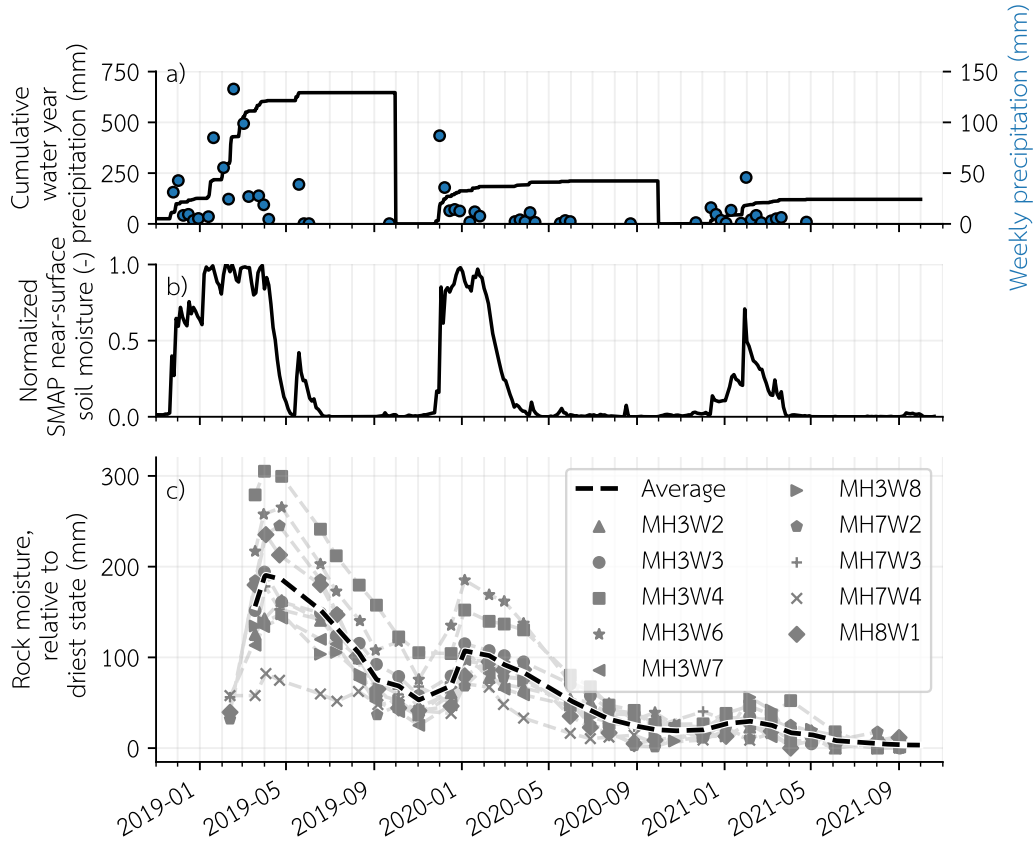 Cumulative
water year
precipitation (mm)
750
500
250
0
a)
150
100
50
0
Weekly precipitation (mm)
Normalized
SMAP near-surface
soil moisture (-)
1.0
0.5
0.0
b)
Rock moisture,
relative to
driest state (mm)
300
200
100
0
c)
Average
MH3W2
MH3W3
MH3W4
MH3W6
MH3W7
MH3W8
MH7W2
MH7W3
MH7W4
MH8W1
2019-01
2019-05
2019-09
2020-01
2020-05
2020-09
2021-01
2021-05
2021-09